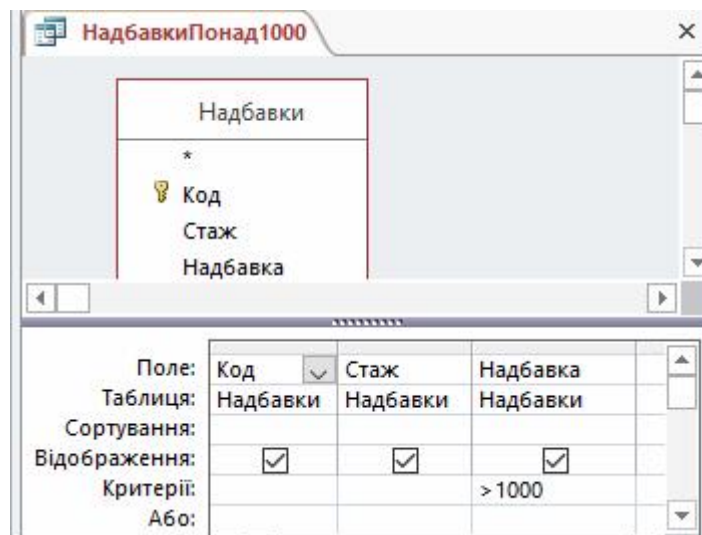 НадбавкиПонад1000
Надбавки
*
Код
Стаж
Надбавка
Поле: Код Стаж Надбавка
Таблиця: Надбавки Надбавки Надбавки
Сортування:
Відображення:
Критерії: >1000
Або: